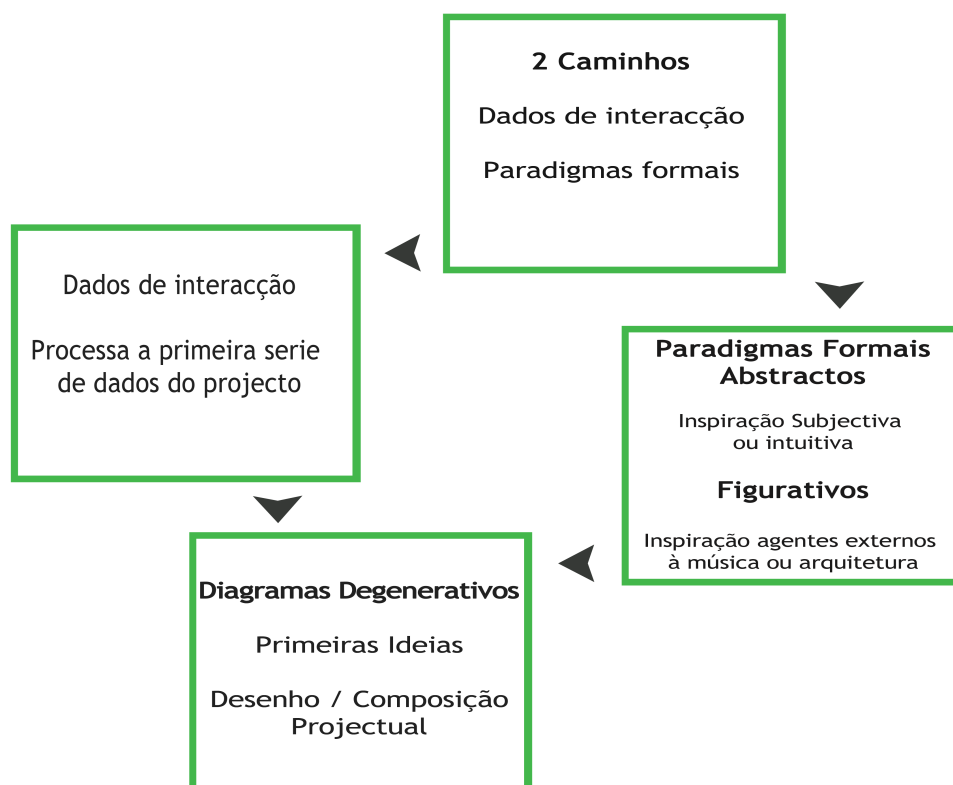 2 Caminhos
Dados de interacção
Paradigmas formais
Dados de interacção
Processa a primeira serie
de dados do projecto
Paradigmas Formais
Abstractos
Inspiração Subjectiva
ou intuitiva
Figurativos
Inspiração agentes externos
à música ou arquitetura
Diagramas Degenerativos
Primeiras Ideias
Desenho / Composição
Projectual